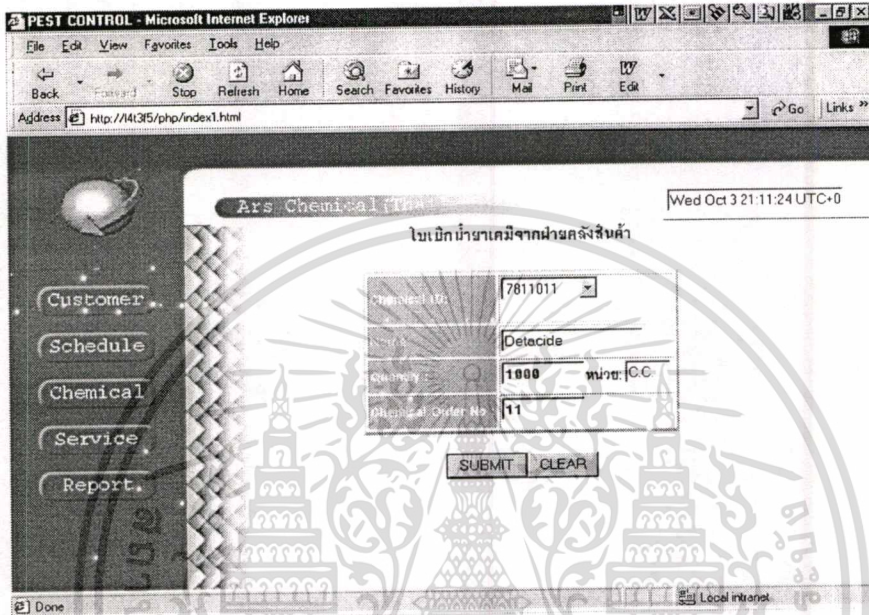 PEST CONTROL - Microsoft Internet Explorer
File Edit View Favorites Tools Help
Back Forward Stop Refresh Home Search Favorites History Mail Print Edit
Address http://l4t3f5/php/index1.html Go Links »
Ars Chemical (Thai
Wed Oct 3 21:11:24 UTC+0
ใบเบิกน้ำยาเคมีจากฝ่ายคลังสินค้า
Customer
Schedule
Chemical
Service
Report.
Chemical ID: 7811011
Detacide
Quantity : 1000 หน่วย: C.C.
Chemical Order No 11
SUBMIT CLEAR
Done Local intranet